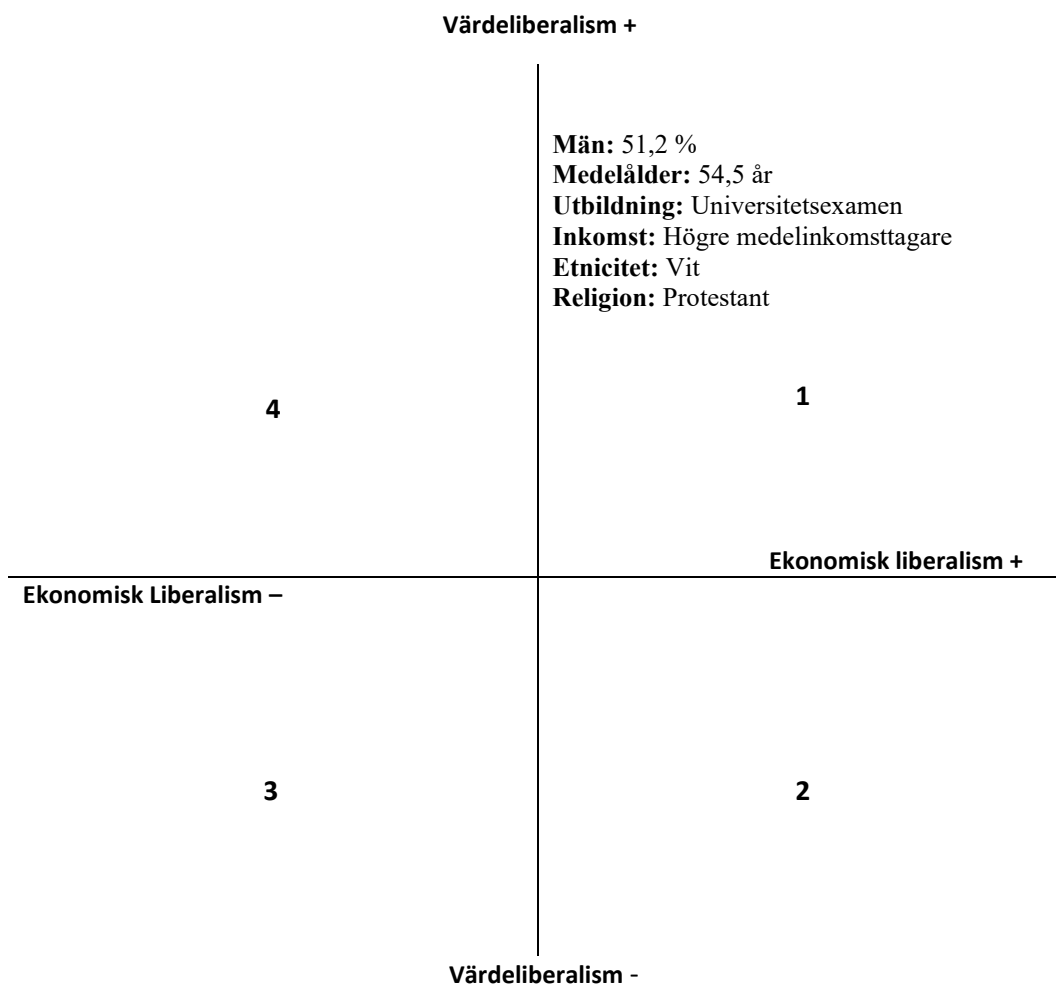 Värdeliberalism +
Män: 51,2 %
Medelålder: 54,5 år
Utbildning: Universitetsexamen
Inkomst: Högre medelinkomsttagare
Etnicitet: Vit
Religion: Protestant
4
1
Ekonomisk liberalism +
Ekonomisk Liberalism –
3
2
Värdeliberalism -